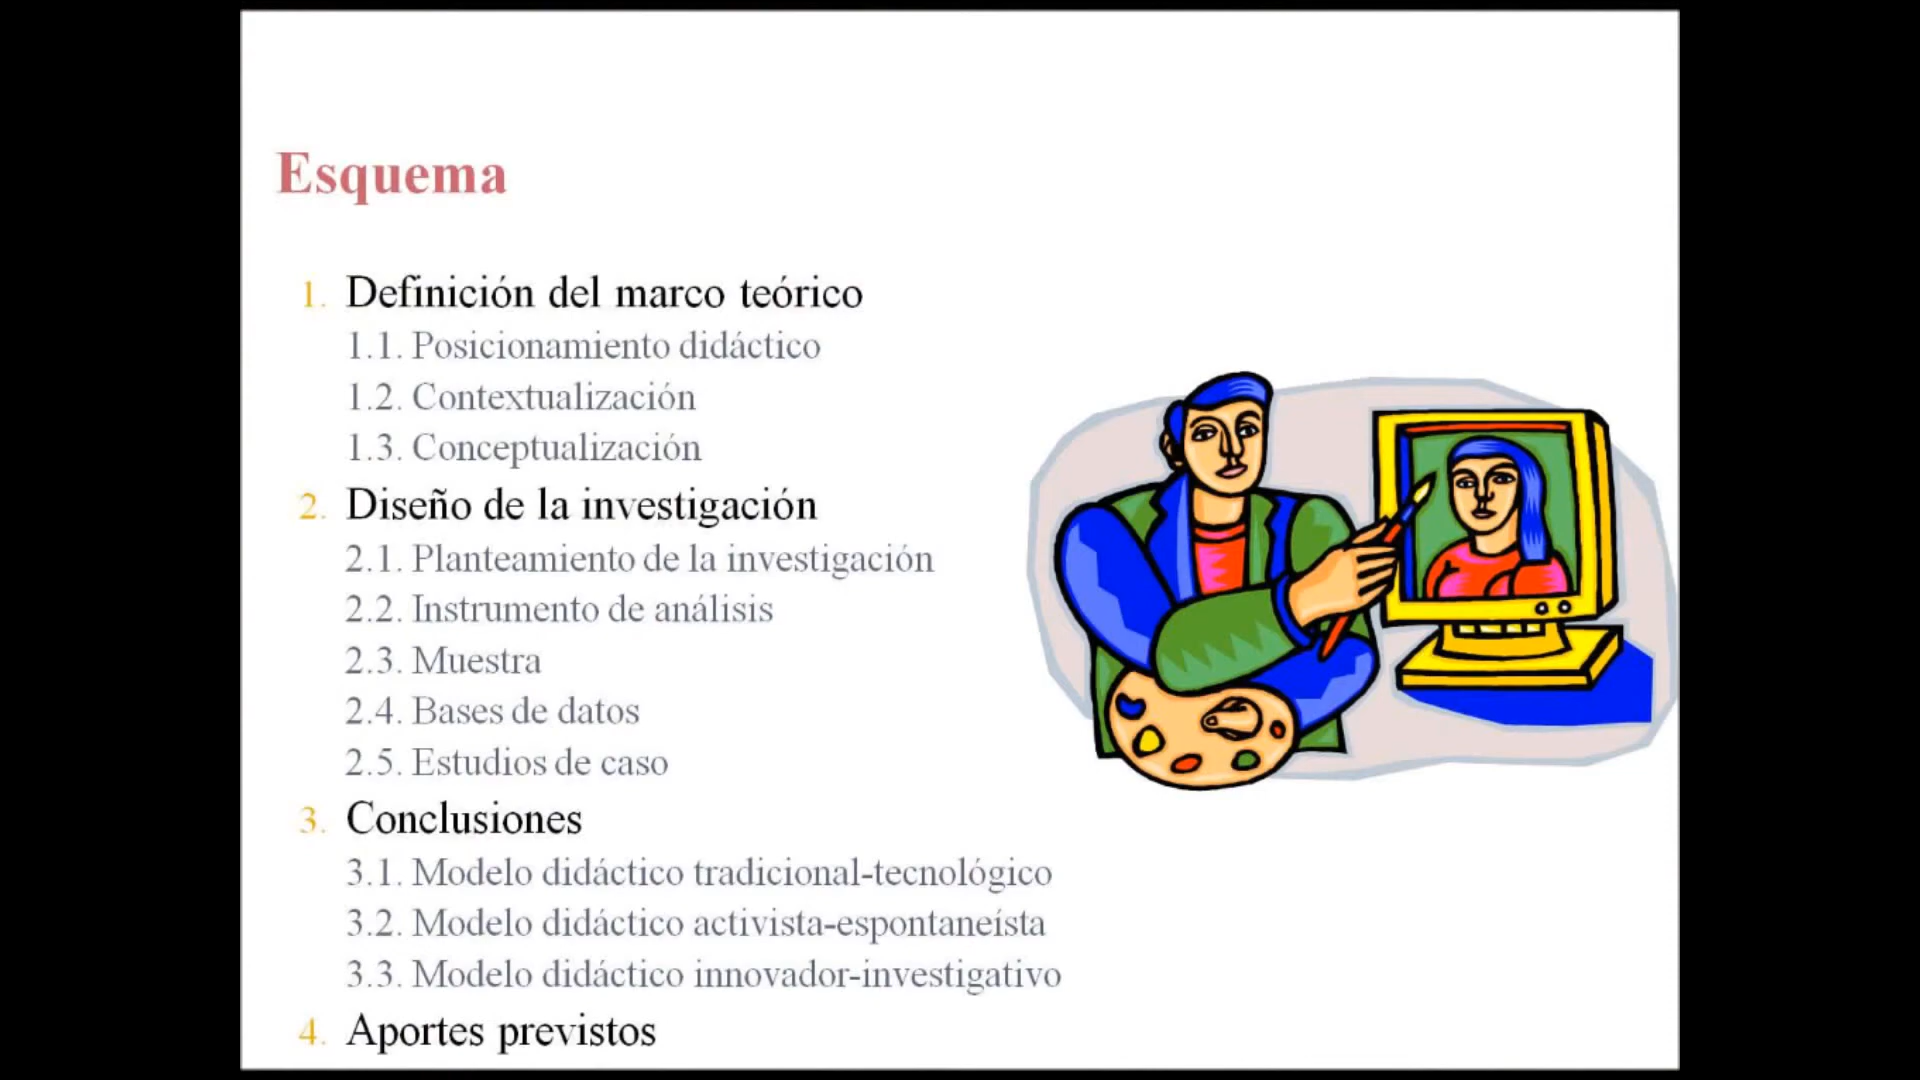 Esquema
1. Definición del marco teórico
1.1. Posicionamiento didáctico
1.2. Contextualización
1.3. Conceptualización
2. Diseño de la investigación
2.1. Planteamiento de la investigación
2.2. Instrumento de análisis
2.3. Muestra
2.4. Bases de datos
2.5. Estudios de caso
3. Conclusiones
3.1. Modelo didáctico tradicional-tecnológico
3.2. Modelo didáctico activista-espontaneísta
3.3. Modelo didáctico innovador-investigativo
4. Aportes previstos